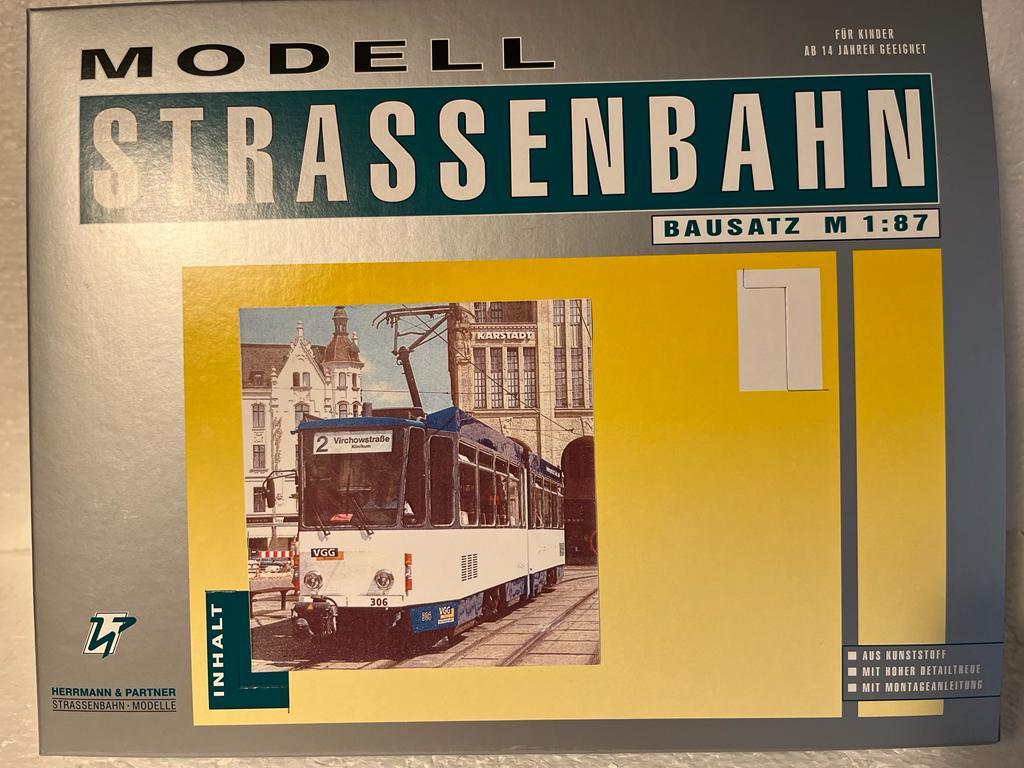 MODELL
FÜR KINDER
AB 14 JAHREN GEEIGNET
STRASSENBAHN
BAUSATZ M 1:87
KARSTADT
2 Virchowstraße
Klinikum
VGG
306
VGG
INHALT
HERRMANN & PARTNER
STRASSENBAHN · MODELLE
AUS KUNSTSTOFF
MIT HOHER DETAILTREUE
MIT MONTAGEANLEITUNG